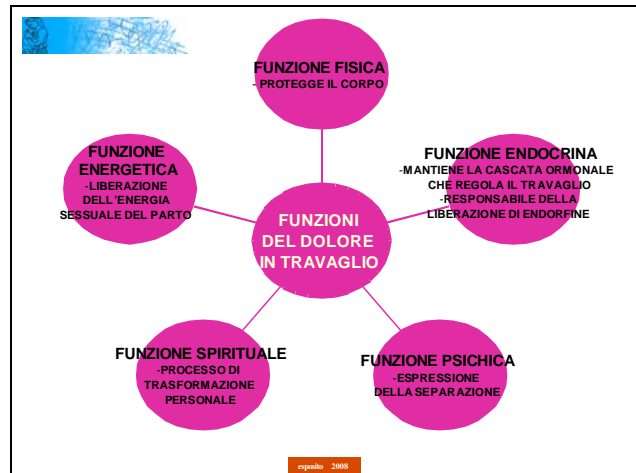 FUNZIONE FISICA
- PROTEGGE IL CORPO
FUNZIONE
ENERGETICA
-LIBERAZIONE
DELL'ENERGIA
SESSUALE DEL PARTO
FUNZIONE ENDOCRINA
-MANTIENE LA CASCATA ORMONALE
CHE REGOLA IL TRAVAGLIO
-RESPONSABILE DELLA
LIBERAZIONE DI ENDORFINE
FUNZIONI
DEL DOLORE
IN TRAVAGLIO
FUNZIONE SPIRITUALE
-PROCESSO DI
TRASFORMAZIONE
PERSONALE
FUNZIONE PSICHICA
-ESPRESSIONE
DELLA SEPARAZIONE
esposito 2008